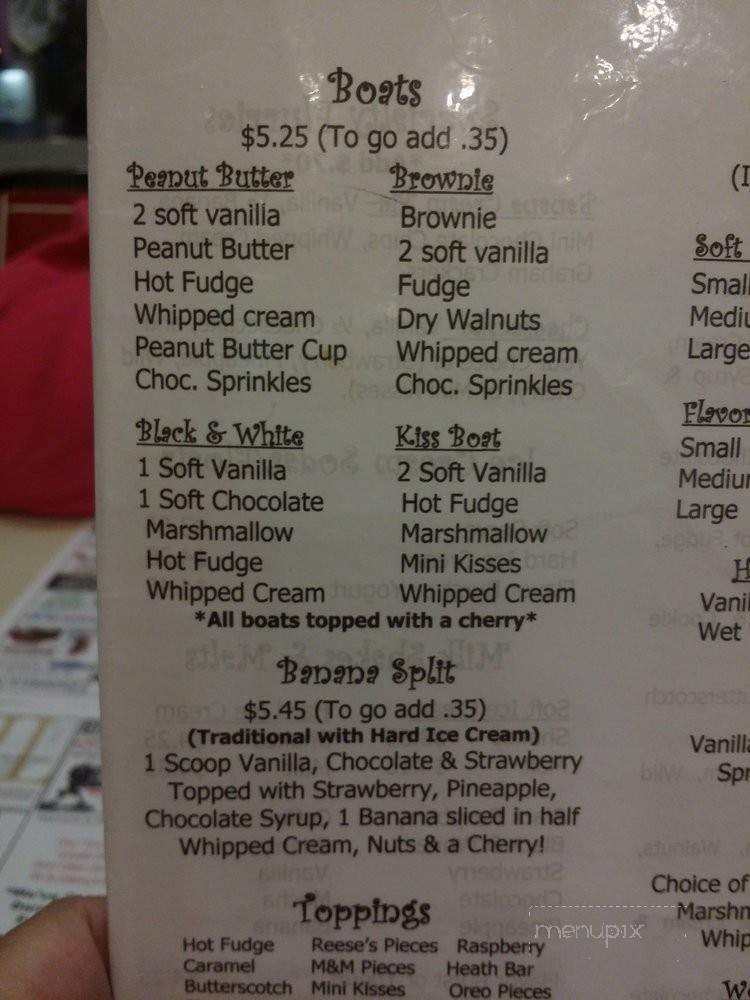 Boats
$5.25 (To go add .35)
Peanut Butter
2 soft vanilla
Peanut Butter
Hot Fudge
Whipped cream
Peanut Butter Cup
Choc. Sprinkles
Brownie
Brownie
2 soft vanilla
Fudge
Dry Walnuts
Whipped cream
Choc. Sprinkles
Black & White
1 Soft Vanilla
1 Soft Chocolate
Marshmallow
Hot Fudge
Whipped Cream
Kiss Boat
2 Soft Vanilla
Hot Fudge
Marshmallow
Mini Kisses
Whipped Cream
*All boats topped with a cherry*
Banana Split
$5.45 (To go add .35)
(Traditional with Hard Ice Cream)
1 Scoop Vanilla, Chocolate & Strawberry
Topped with Strawberry, Pineapple,
Chocolate Syrup, 1 Banana sliced in half
Whipped Cream, Nuts & a Cherry!
Toppings
Hot Fudge Reese's Pieces Raspberry
Caramel M&M Pieces Heath Bar
Butterscotch Mini Kisses Oreo Pieces
Soft
Small
Large
Small
Large
Wet
Choice of
menupix